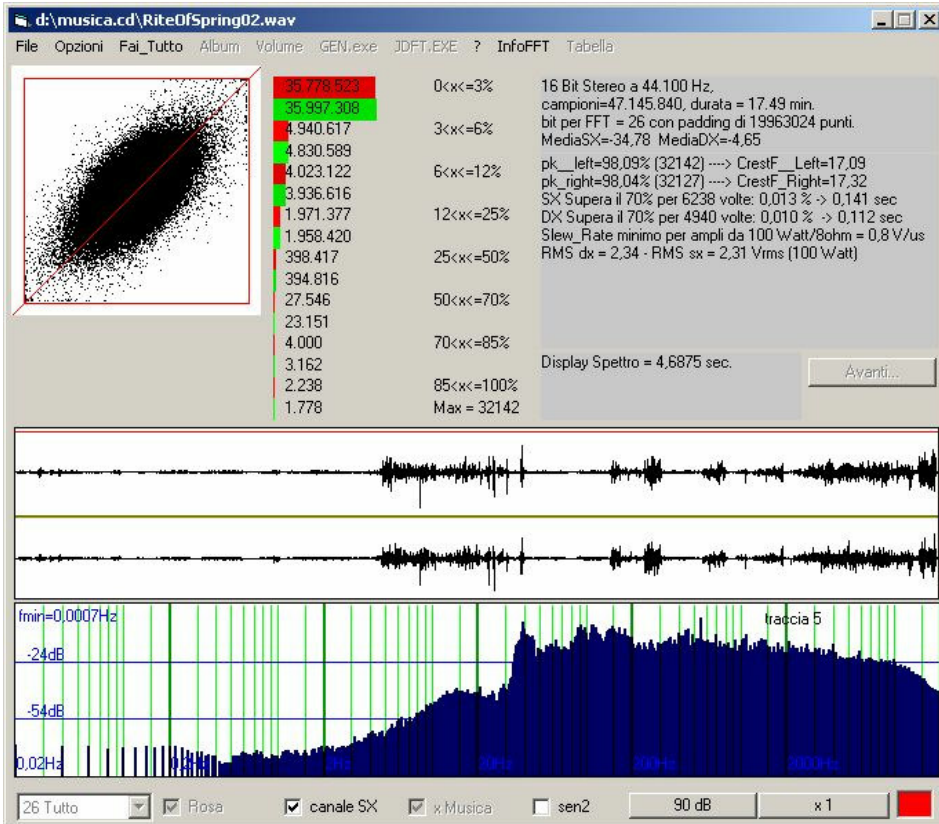 d:\musica.cd\RiteOfSpring02.wav
File Opzioni Fai_Tutto Album Volume GEN.exe JDFT.EXE ? InfoFFT Tabella
35.778.523 0<x<=3%
35.997.308
4.940.617 3<x<=6%
4.830.589
4.023.122 6<x<=12%
3.936.616
1.971.377 12<x<=25%
1.958.420
398.417 25<x<=50%
394.816
27.546 50<x<=70%
23.151
4.000 70<x<=85%
3.162
2.238 85<x<=100%
1.778 Max = 32142
16 Bit Stereo a 44.100 Hz,
campioni=47.145.840, durata = 17.49 min.
bit per FFT = 26 con padding di 19963024 punti.
MediaSX=-34,78 MediaDX=-4,65
pk__left=98,09% (32142) ----> CrestF__Left=17,09
pk_right=98,04% (32127) ----> CrestF_Right=17,32
SX Supera il 70% per 6238 volte: 0,013 % -> 0,141 sec
DX Supera il 70% per 4940 volte: 0,010 % -> 0,112 sec
Slew_Rate minimo per ampli da 100 Watt/8ohm = 0,8 V/us
RMS dx = 2,34 - RMS sx = 2,31 Vrms (100 Watt)
Display Spettro = 4,6875 sec.
Avanti...
fmin=0,0007Hz
traccia 5
-24dB
-54dB
0,02Hz 2Hz
26 Tutto Rosa canale SX x Musica sen2 90 dB x 1